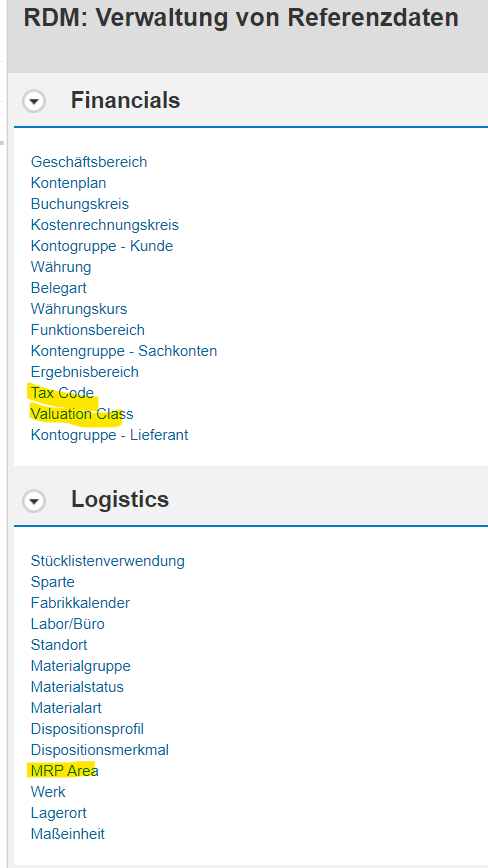 RDM: Verwaltung von Referenzdaten
Financials
Geschäftsbereich
Kontenplan
Buchungskreis
Kostenrechnungskreis
Kontogruppe - Kunde
Währung
Belegart
Währungskurs
Funktionsbereich
Kontengruppe - Sachkonten
Ergebnisbereich
Tax Code
Valuation Class
Kontogruppe - Lieferant
Logistics
Stücklistenverwendung
Sparte
Fabrikkalender
Labor/Büro
Standort
Materialgruppe
Materialstatus
Materialart
Dispositionsprofil
Dispositionsmerkmal
MRP Area
Werk
Lagerort
Maßeinheit